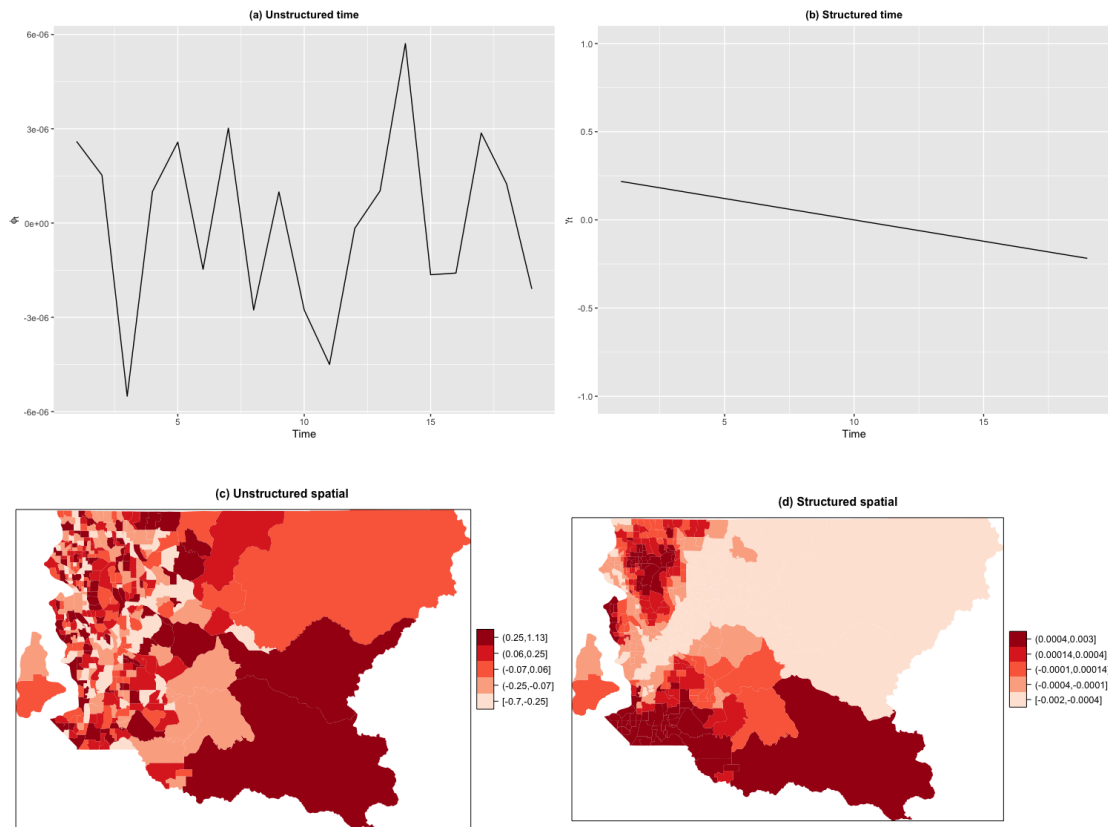 (a) Unstructured time
6e-06
3e-06
0e+00
-3e-06
-6e-06
ϕt
5
10
15
Time
(b) Structured time
1.0
0.5
0.0
-0.5
-1.0
γt
5
10
15
Time
(c) Unstructured spatial
(0.25,1.13]
(0.06,0.25]
(-0.07,0.06]
(-0.25,-0.07]
[-0.7,-0.25]
(d) Structured spatial
(0.0004,0.003]
(0.00014,0.0004]
(-0.0001,0.00014]
(-0.0004,-0.0001]
[-0.002,-0.0004]